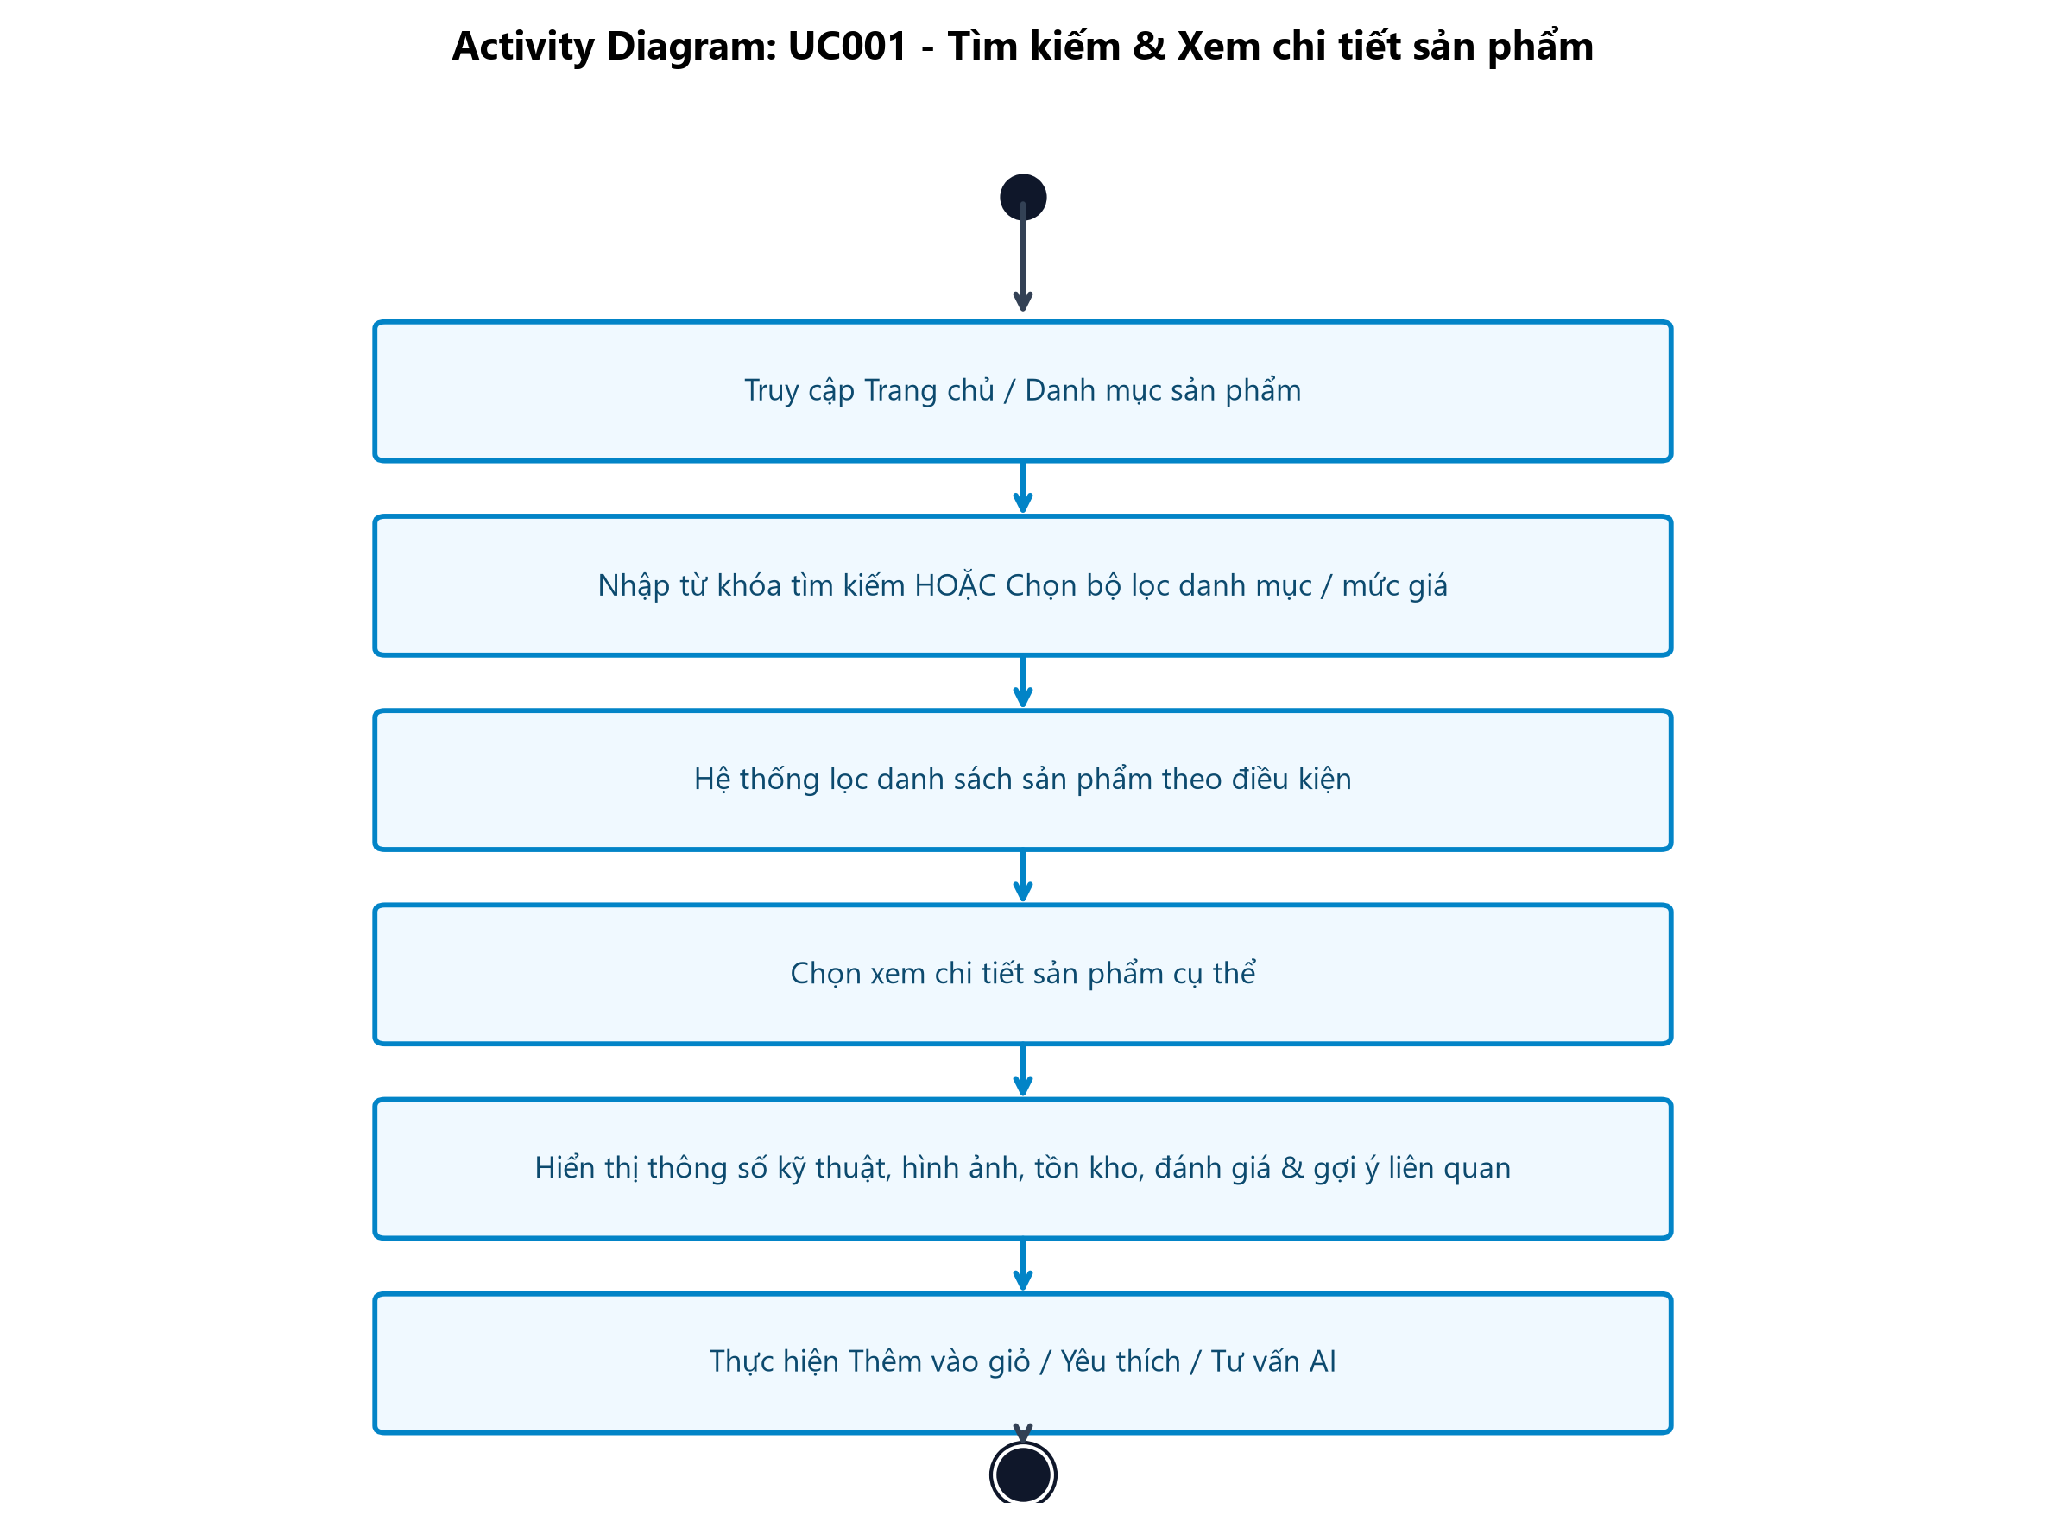 Activity Diagram: UC001 - Tìm kiếm & Xem chi tiết sản phẩm
Truy cập Trang chủ / Danh mục sản phẩm
Nhập từ khóa tìm kiếm HOẶC Chọn bộ lọc danh mục / mức giá
Hệ thống lọc danh sách sản phẩm theo điều kiện
Chọn xem chi tiết sản phẩm cụ thể
Hiển thị thông số kỹ thuật, hình ảnh, tồn kho, đánh giá & gợi ý liên quan
Thực hiện Thêm vào giỏ / Yêu thích / Tư vấn AI